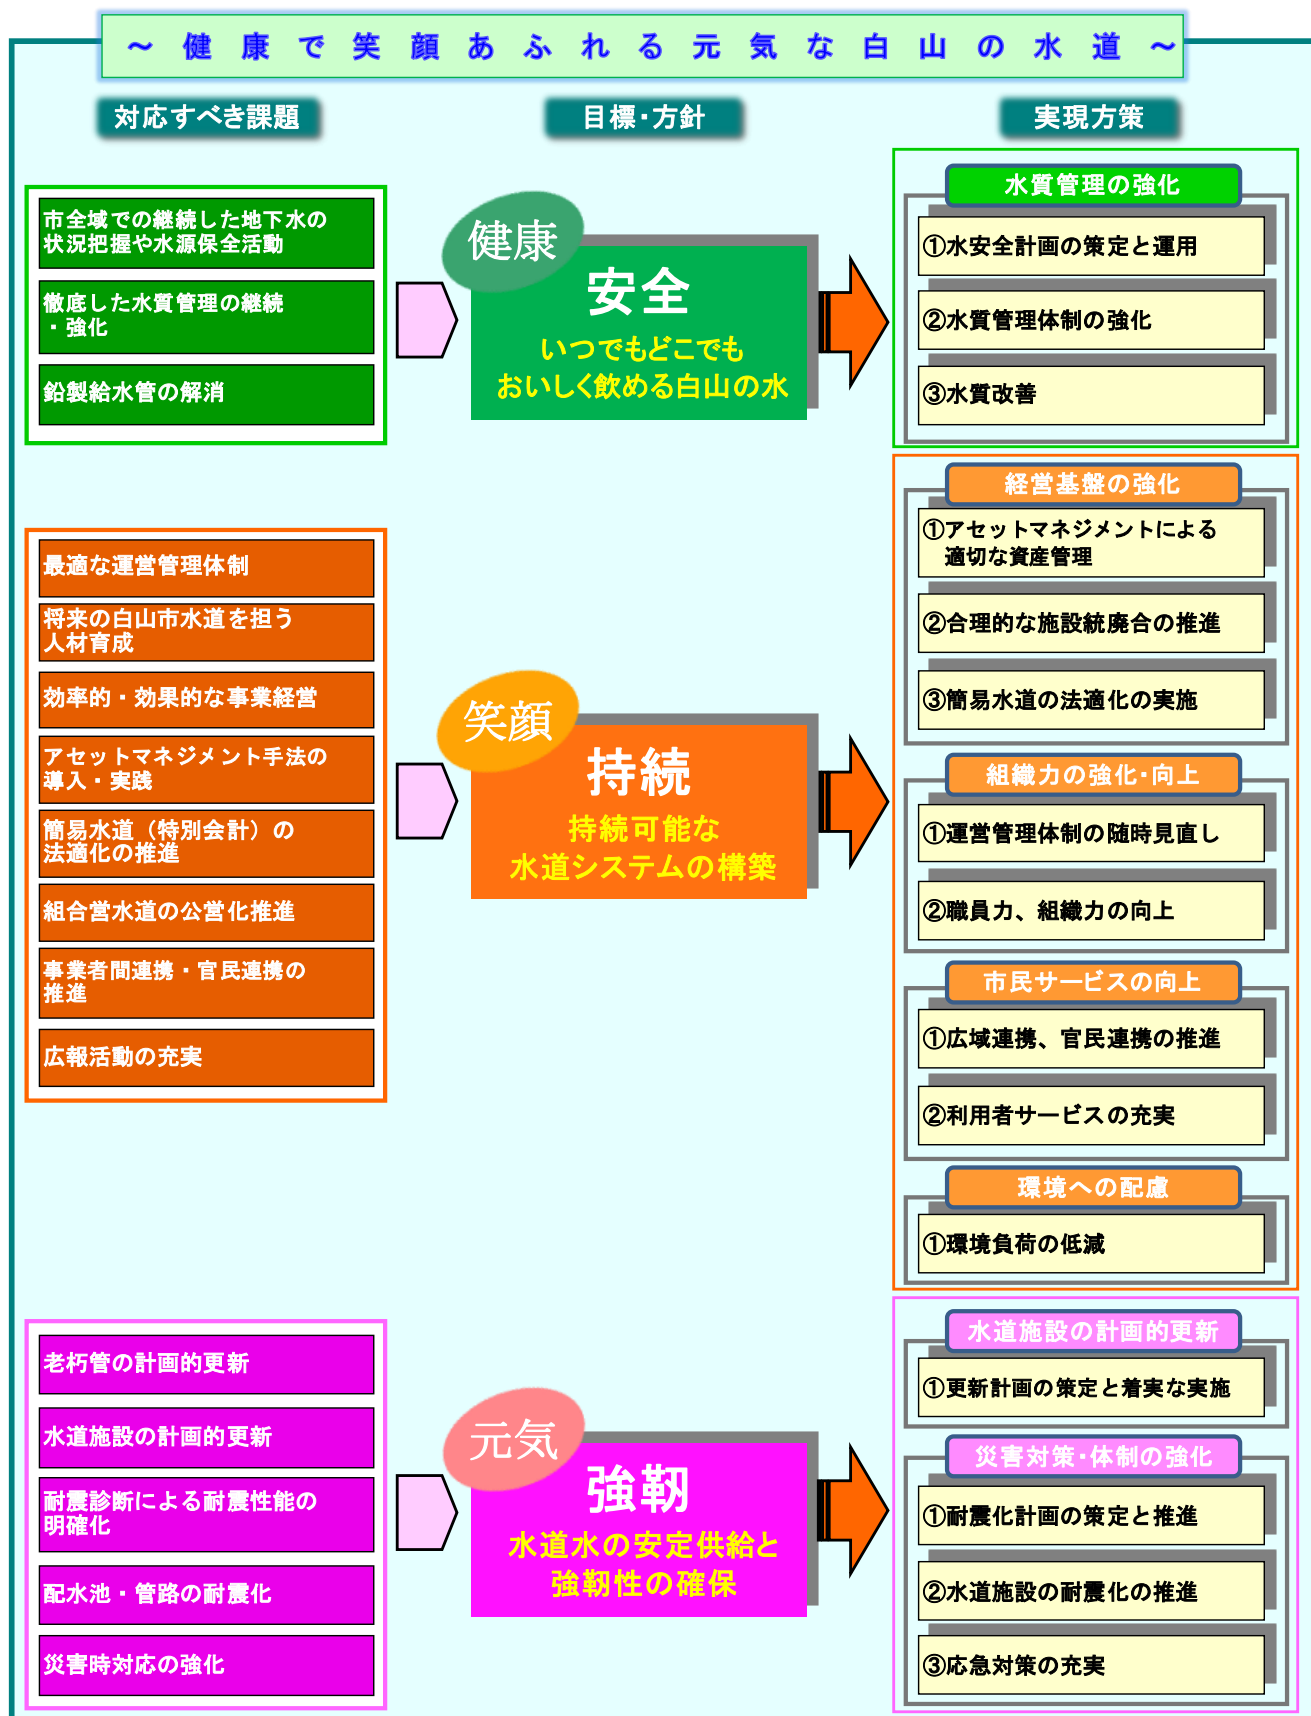 ～健康で笑顔あふれる元気な白山の水道～
対応すべき課題
目標・方針
実現方策
市全域での継続した地下水の
状況把握や水源保全活動
徹底した水質管理の継続
・強化
鉛製給水管の解消
健康
安全
いつでもどこでも
おいしく飲める白山の水
水質管理の強化
①水安全計画の策定と運用
②水質管理体制の強化
③水質改善
最適な運営管理体制
将来の白山市水道を担う
人材育成
効率的・効果的な事業経営
アセットマネジメント手法の
導入・実践
簡易水道（特別会計）の
法適化の推進
組合営水道の公営化推進
事業者間連携・官民連携の
推進
広報活動の充実
笑顔
持続
持続可能な
水道システムの構築
経営基盤の強化
①アセットマネジメントによる
適切な資産管理
②合理的な施設統廃合の推進
③簡易水道の法適化の実施
組織力の強化・向上
①運営管理体制の随時見直し
②職員力、組織力の向上
市民サービスの向上
①広域連携、官民連携の推進
②利用者サービスの充実
環境への配慮
①環境負荷の低減
老朽管の計画的更新
水道施設の計画的更新
耐震診断による耐震性能の
明確化
配水池・管路の耐震化
災害時対応の強化
元気
強靭
水道水の安定供給と
強靭性の確保
水道施設の計画的更新
①更新計画の策定と着実な実施
災害対策・体制の強化
①耐震化計画の策定と推進
②水道施設の耐震化の推進
③応急対策の充実